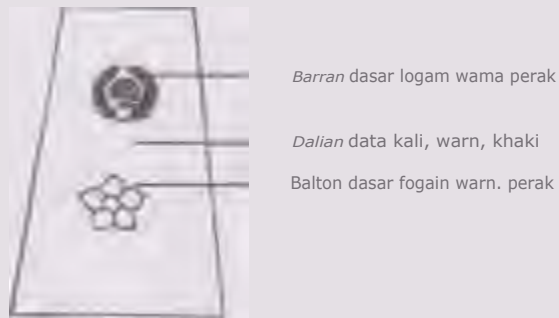 Barran dasar logam wama perak
Dalian data kali, warn, khaki
Balton dasar fogain warn. perak